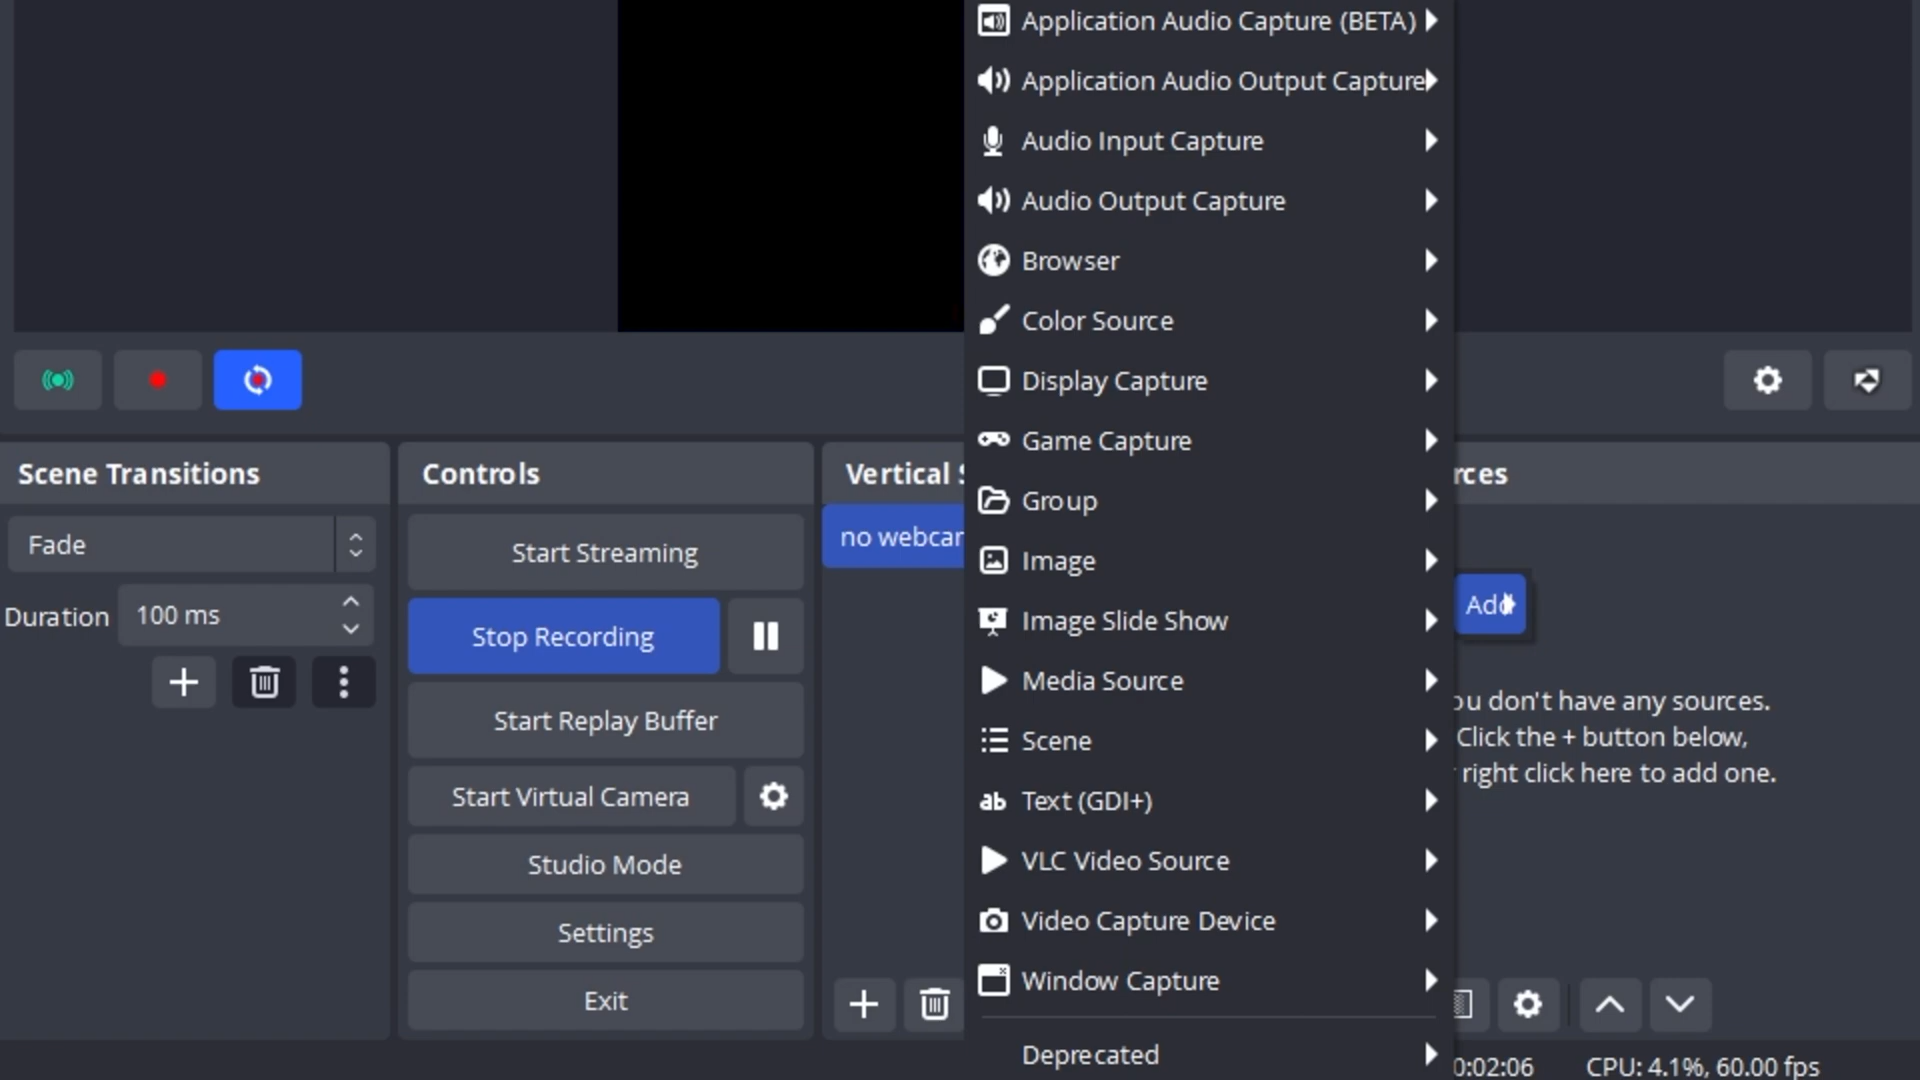 Application Audio Capture (BETA)
Application Audio Output Capture
Audio Input Capture
Audio Output Capture
Browser
Color Source
Display Capture
Game Capture
Group
Image
Image Slide Show
Media Source
Scene
Text (GDI+)
VLC Video Source
Video Capture Device
Window Capture
Deprecated
Scene Transitions
Fade
Duration 100 ms
Controls
Start Streaming
Stop Recording
Start Replay Buffer
Start Virtual Camera
Studio Mode
Settings
Exit
Vertical S
no webcam
rces
Add
ou don't have any sources.
Click the + button below,
right click here to add one.
0:02:06
CPU: 4.1%, 60.00 fps